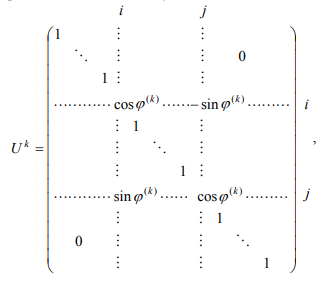 i j
1 ⋮ ⋮
⋱ ⋮ ⋮ 0
1 ⋮ ⋮
........... cos φ^(k) ...... – sin φ^(k) ......... i
⋮ 1 ⋮
U^k = ⋮ ⋱ ⋮ ,
⋮ 1 ⋮
........... sin φ^(k) ...... cos φ^(k) ......... j
⋮ ⋮ 1
0 ⋮ ⋮ ⋱
⋮ ⋮ 1